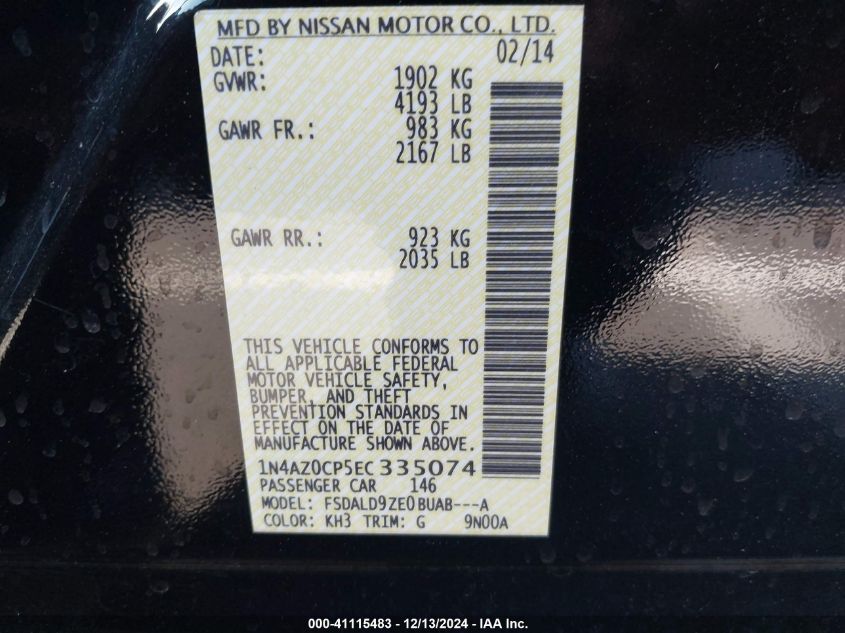 MFD BY NISSAN MOTOR CO., LTD.
DATE: 02/14
GVWR: 1902 KG
4193 LB
GAWR FR.: 983 KG
2167 LB
GAWR RR.: 923 KG
2035 LB
THIS VEHICLE CONFORMS TO
ALL APPLICABLE FEDERAL
MOTOR VEHICLE SAFETY,
BUMPER, AND THEFT
PREVENTION STANDARDS IN
EFFECT ON THE DATE OF
MANUFACTURE SHOWN ABOVE.
1N4AZ0CP5EC335074
PASSENGER CAR 146
MODEL: FSDALD9ZE0BUAB---A
COLOR: KH3 TRIM: G 9N00A
000-41115483 - 12/13/2024 - IAA Inc.